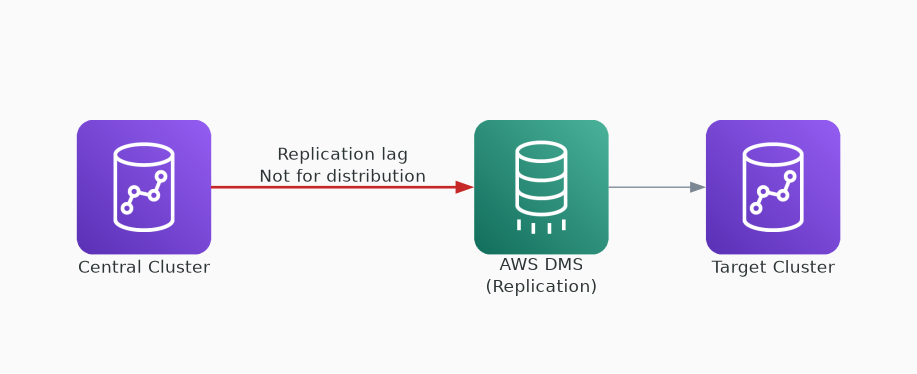 Replication lag
Not for distribution
Central Cluster
AWS DMS
(Replication)
Target Cluster